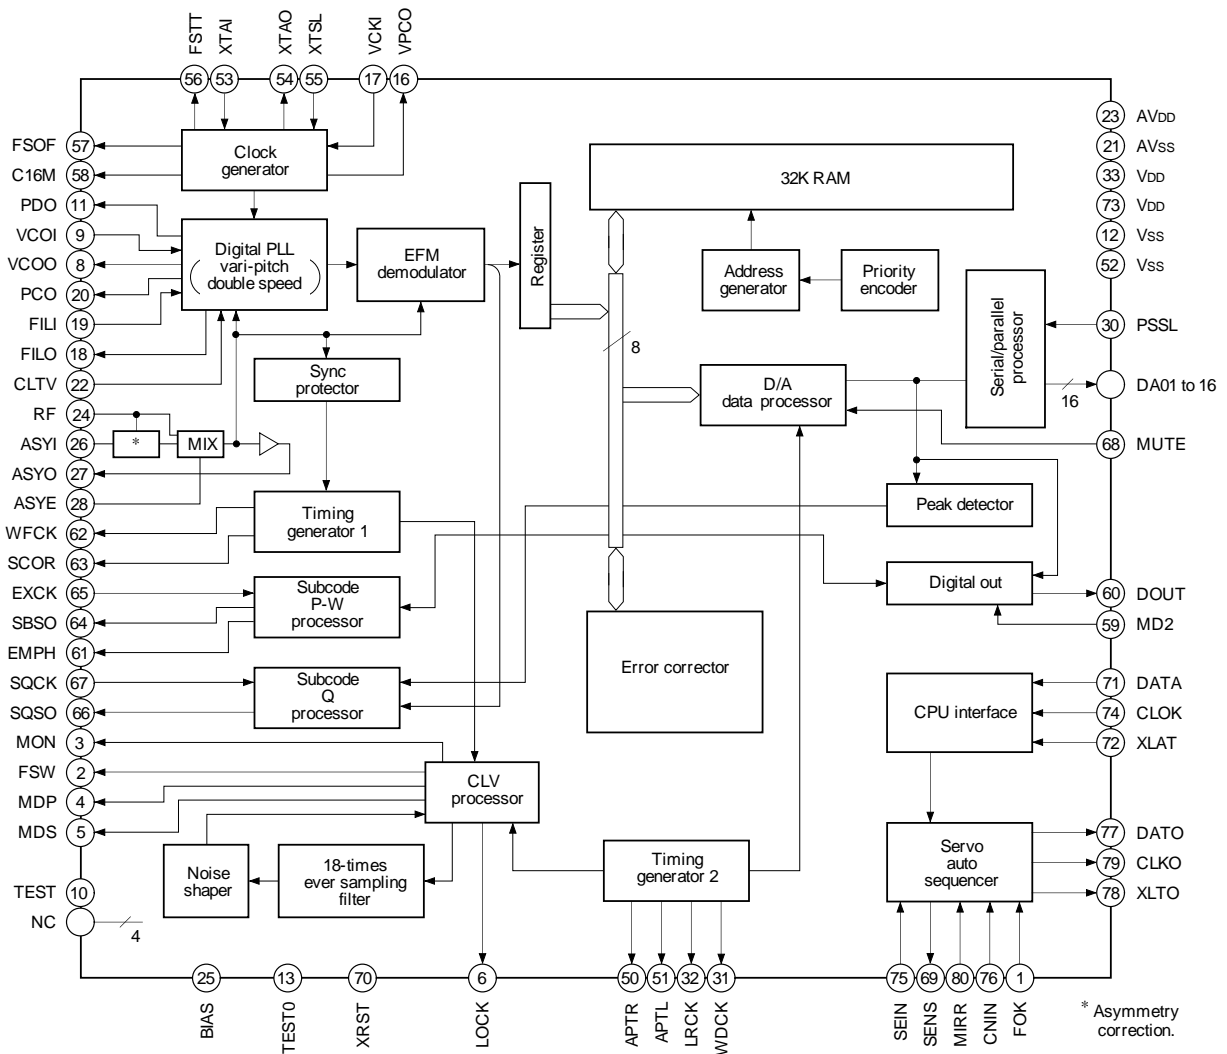 FSTT
XTAI
XTAO
XTSL
VCKI
VPCO
56
53
54
55
17
16
FSOF 57
C16M 58
PDO 11
VCOI 9
VCOO 8
PCO 20
FILI 19
FILO 18
CLTV 22
RF 24
ASYI 26
ASYO 27
ASYE 28
WFCK 62
SCOR 63
EXCK 65
SBSO 64
EMPH 61
SQCK 67
SQSO 66
MON 3
FSW 2
MDP 4
MDS 5
TEST 10
NC
4
Clock
generator
Digital PLL
vari-pitch
double speed
EFM
demodulator
Register
Sync
protector
*
MIX
Timing
generator 1
Subcode
P-W
processor
Subcode
Q
processor
CLV
processor
Noise
shaper
18-times
ever sampling
filter
32K RAM
Address
generator
Priority
encoder
8
D/A
data processor
Serial/parallel
processor
Peak detector
Digital out
Error corrector
CPU interface
Timing
generator 2
Servo
auto
sequencer
23 AVDD
21 AVSS
33 VDD
73 VDD
12 VSS
52 VSS
30 PSSL
16
DA01 to 16
68 MUTE
60 DOUT
59 MD2
71 DATA
74 CLOK
72 XLAT
77 DATO
79 CLKO
78 XLTO
25
13
70
6
50
51
32
31
75
69
80
76
1
BIAS
TEST0
XRST
LOCK
APTR
APTL
LRCK
WDCK
SEIN
SENS
MIRR
CNIN
FOK
* Asymmetry
correction.